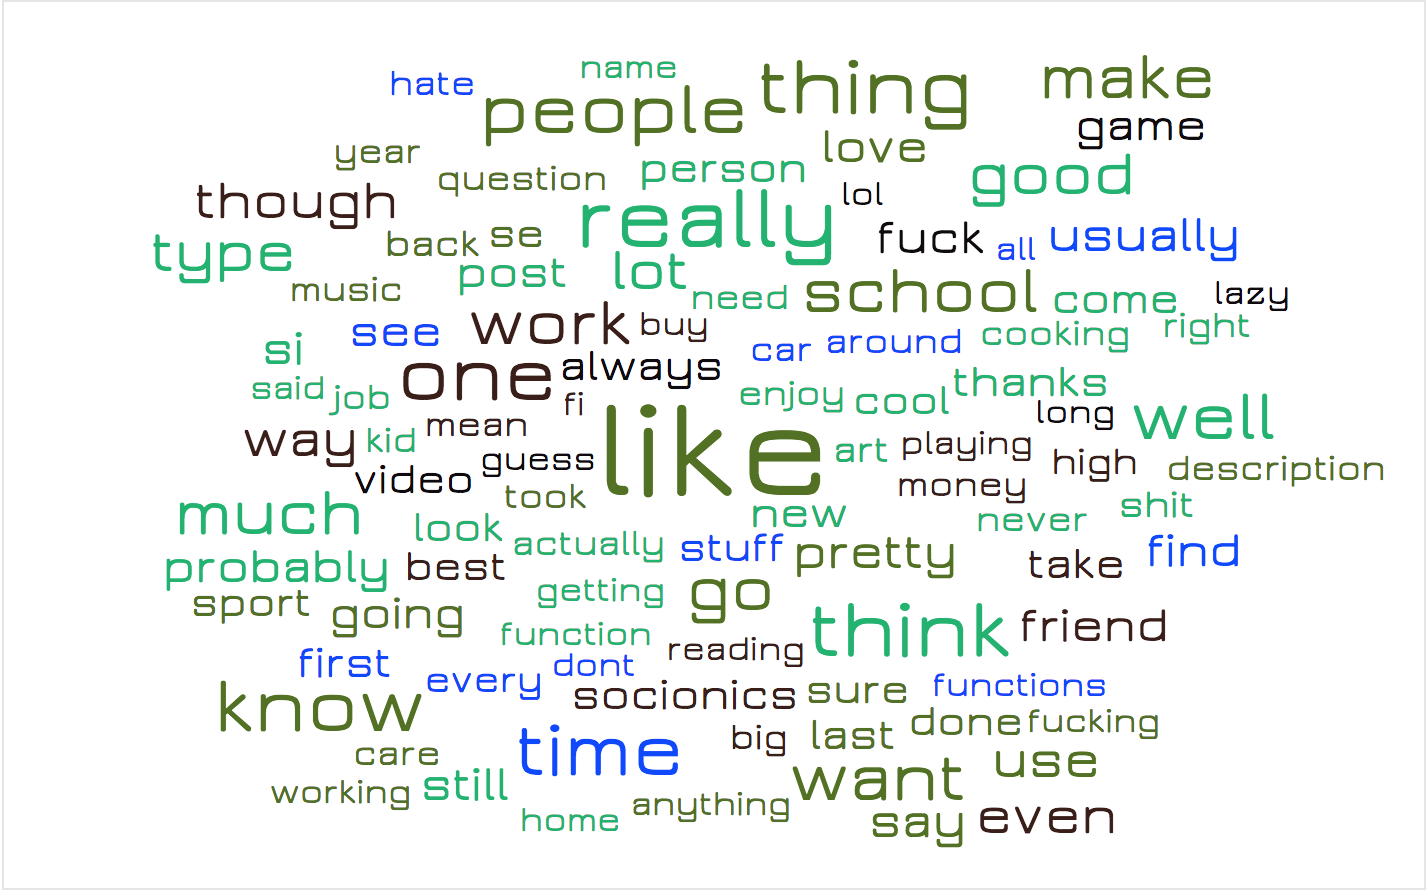 name
hate
people
thing
make
game
year
love
question
person
good
though
lol
really
fuck
usually
back
se
all
type
post
lot
music
need
school
come
lazy
see
work
buy
cooking
right
si
car
around
one
always
said
job
fi
enjoy
cool
thanks
long
well
way
kid
mean
like
art
playing
video
guess
high
description
took
money
much
look
new
never
shit
actually
stuff
pretty
find
probably
best
take
getting
go
sport
going
think
friend
function
reading
first
every
dont
know
socionics
sure
functions
done
fucking
time
big
last
care
use
working
still
want
home
anything
say
even